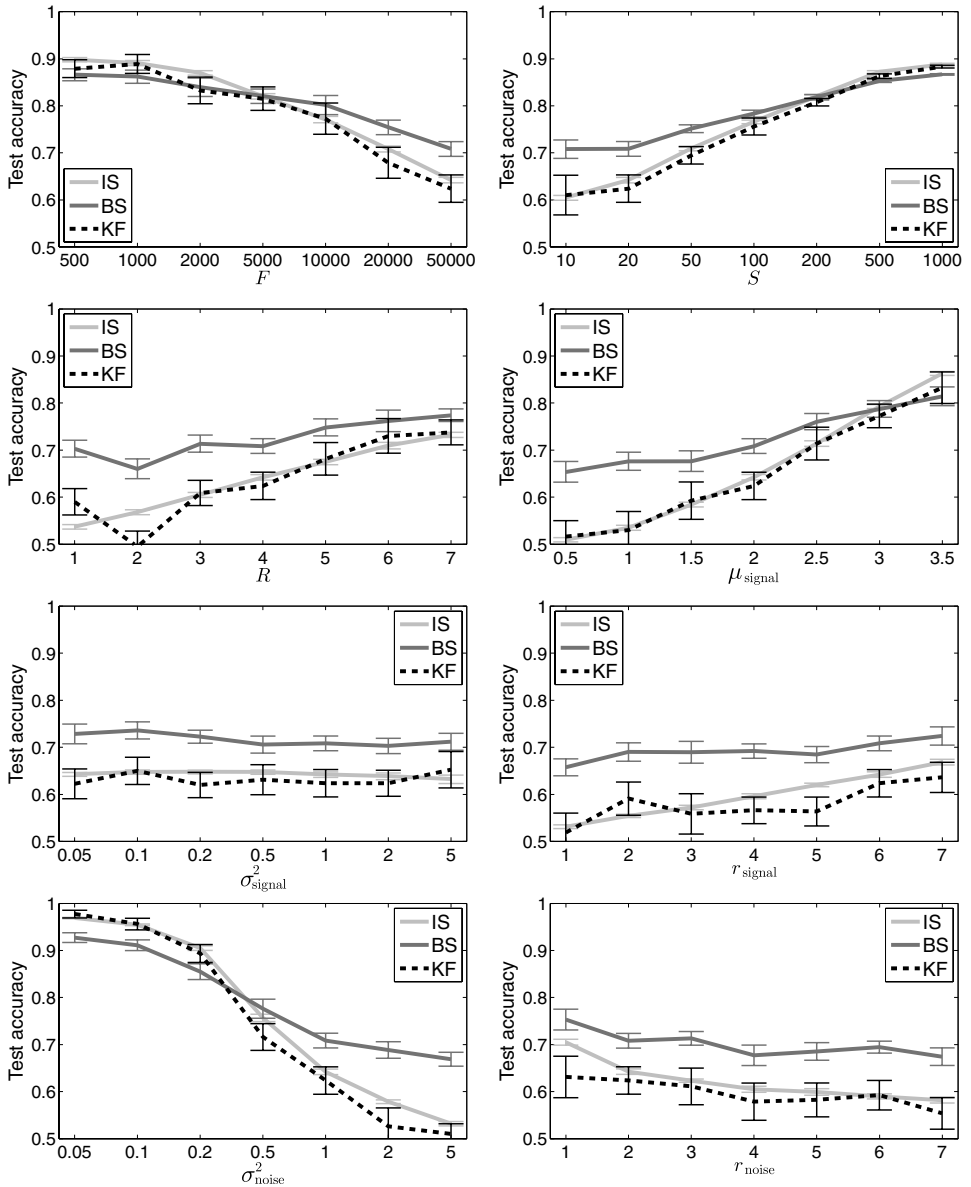 1
0.9
0.8
0.7
0.6
0.5
Test accuracy
IS
BS
KF
500 1000 2000 5000 10000 20000 50000
F
1
0.9
0.8
0.7
0.6
0.5
Test accuracy
IS
BS
KF
10 20 50 100 200 500 1000
S
1
0.9
0.8
0.7
0.6
0.5
Test accuracy
IS
BS
KF
1 2 3 4 5 6 7
R
1
0.9
0.8
0.7
0.6
0.5
Test accuracy
IS
BS
KF
0.5 1 1.5 2 2.5 3 3.5
μ signal
1
0.9
0.8
0.7
0.6
0.5
Test accuracy
IS
BS
KF
0.05 0.1 0.2 0.5 1 2 5
σ² signal
1
0.9
0.8
0.7
0.6
0.5
Test accuracy
IS
BS
KF
1 2 3 4 5 6 7
r signal
1
0.9
0.8
0.7
0.6
0.5
Test accuracy
IS
BS
KF
0.05 0.1 0.2 0.5 1 2 5
σ² noise
1
0.9
0.8
0.7
0.6
0.5
Test accuracy
IS
BS
KF
1 2 3 4 5 6 7
r noise